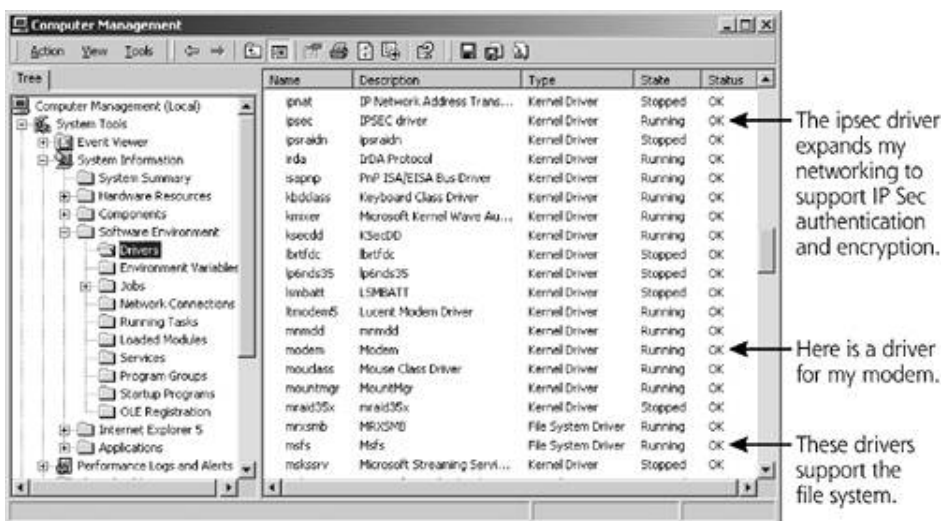 Computer Management
Action View Tools
Tree
Computer Management (Local)
System Tools
Event Viewer
System Information
System Summary
Hardware Resources
Components
Software Environment
Drivers
Environment Variables
Jobs
Network Connections
Running Tasks
Loaded Modules
Services
Program Groups
Startup Programs
OLE Registration
Internet Explorer 5
Applications
Performance Logs and Alerts
Name Description Type State Status
ipnat IP Network Address Trans... Kernel Driver Stopped OK
ipsec IPSEC driver Kernel Driver Running OK
ipsraidn ipsraidn Kernel Driver Stopped OK
irda IrDA Protocol Kernel Driver Running OK
isapnp PnP ISA/EISA Bus Driver Kernel Driver Running OK
kbdclass Keyboard Class Driver Kernel Driver Running OK
kmixer Microsoft Kernel Wave Au... Kernel Driver Running OK
ksecdd KSecDD Kernel Driver Running OK
lbrtfdc lbrtfdc Kernel Driver Stopped OK
lp6nds35 lp6nds35 Kernel Driver Stopped OK
lsmbatt LSMBATT Kernel Driver Stopped OK
ltmodem5 Lucent Modem Driver Kernel Driver Running OK
mnmdd mnmdd Kernel Driver Running OK
modem Modem Kernel Driver Running OK
mouclass Mouse Class Driver Kernel Driver Running OK
mountmgr MountMgr Kernel Driver Running OK
mraid35x mraid35x Kernel Driver Stopped OK
mrxsmb MRXSMB File System Driver Running OK
msfs Msfs File System Driver Running OK
mskssrv Microsoft Streaming Servi... Kernel Driver Stopped OK
The ipsec driver
expands my
networking to
support IP Sec
authentication
and encryption.
Here is a driver
for my modem.
These drivers
support the
file system.